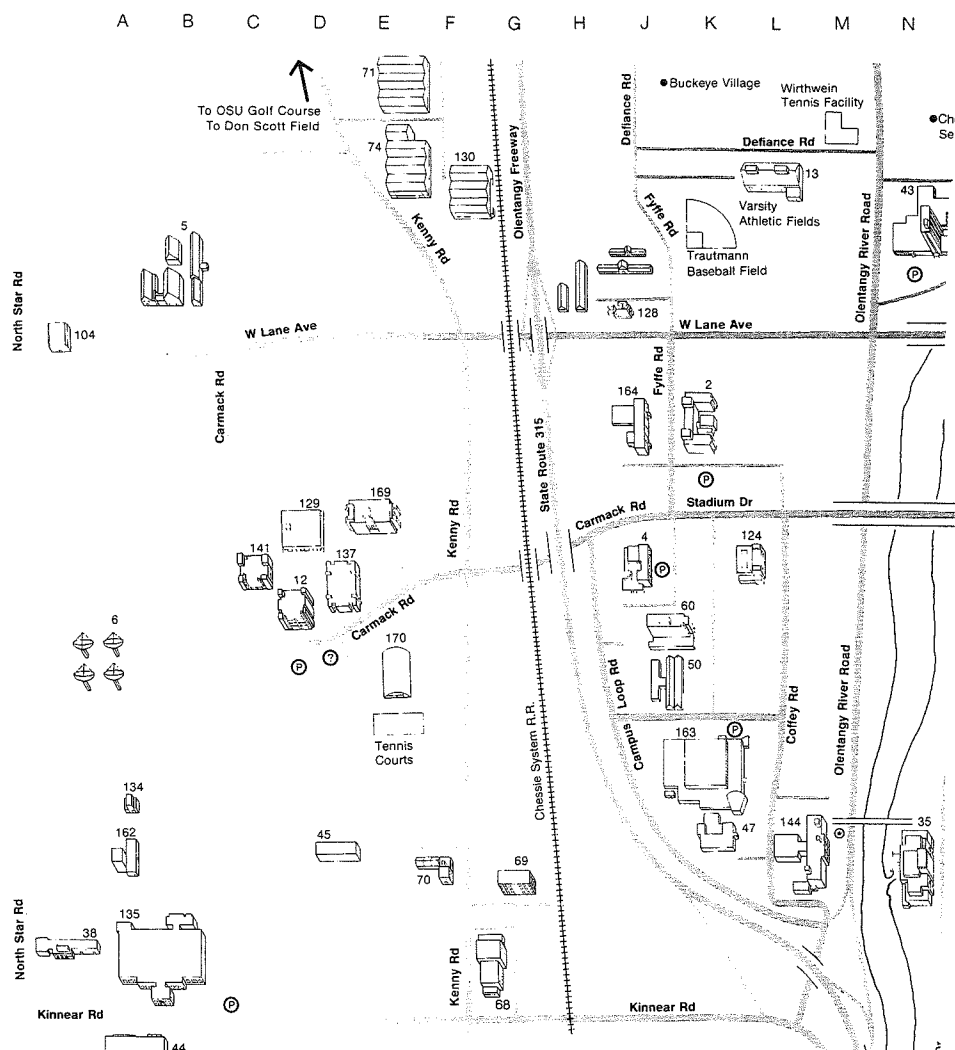 A B C D E F G H J K L M N
71
To OSU Golf Course
To Don Scott Field
74
130
Kenny Rd
Olentangy Freeway
Defiance Rd
Buckeye Village
Wirthwein
Tennis Facility
Ch
Se
Defiance Rd
13
Varsity
Athletic Fields
Fyffe Rd
Trautmann
Baseball Field
Olentangy River Road
43
P
5
North Star Rd
104
W Lane Ave
128
W Lane Ave
Carmack Rd
State Route 315
164
Fyffe Rd
2
P
Stadium Dr
Carmack Rd
Kenny Rd
129
169
141
137
12
Carmack Rd
4
P
124
6
P
?
170
Tennis
Courts
60
50
Campus Loop Rd
Coffey Rd
Olentangy River Road
Chessie System R.R.
163
P
134
162
45
70
69
47
144
35
North Star Rd
38
135
P
Kenny Rd
68
Kinnear Rd
Kinnear Rd
44